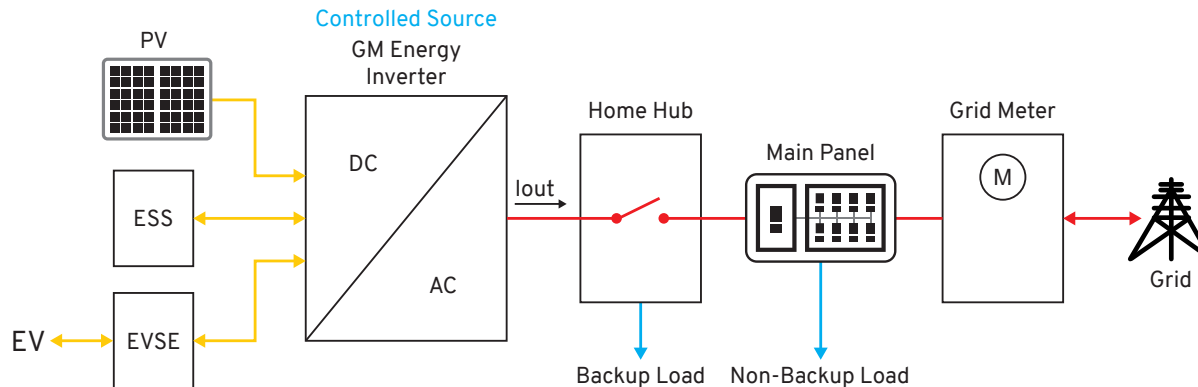 Controlled Source
PV
GM Energy
Inverter
Home Hub
Grid Meter
Main Panel
DC
M
Iout
ESS
AC
Grid
EV
EVSE
Backup Load
Non-Backup Load